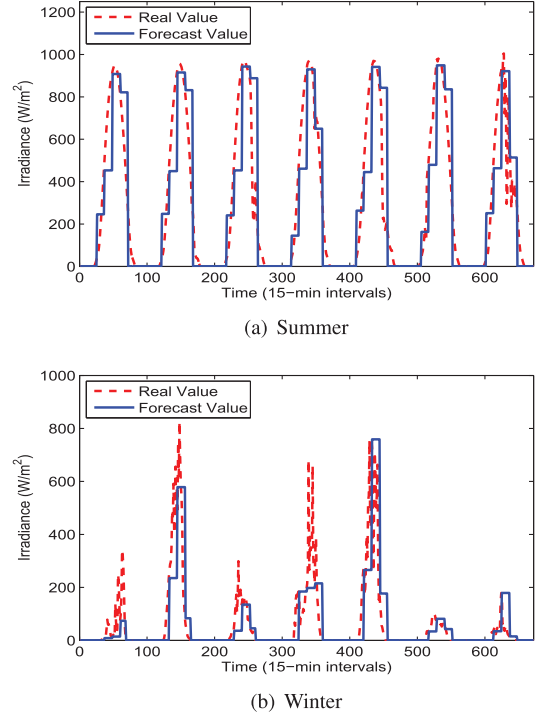 1200
1000
800
600
400
200
0
Irradiance (W/m²)
Real Value
Forecast Value
0 100 200 300 400 500 600
Time (15−min intervals)
(a) Summer
1000
800
600
400
200
0
Irradiance (W/m²)
Real Value
Forecast Value
0 100 200 300 400 500 600
Time (15−min intervals)
(b) Winter